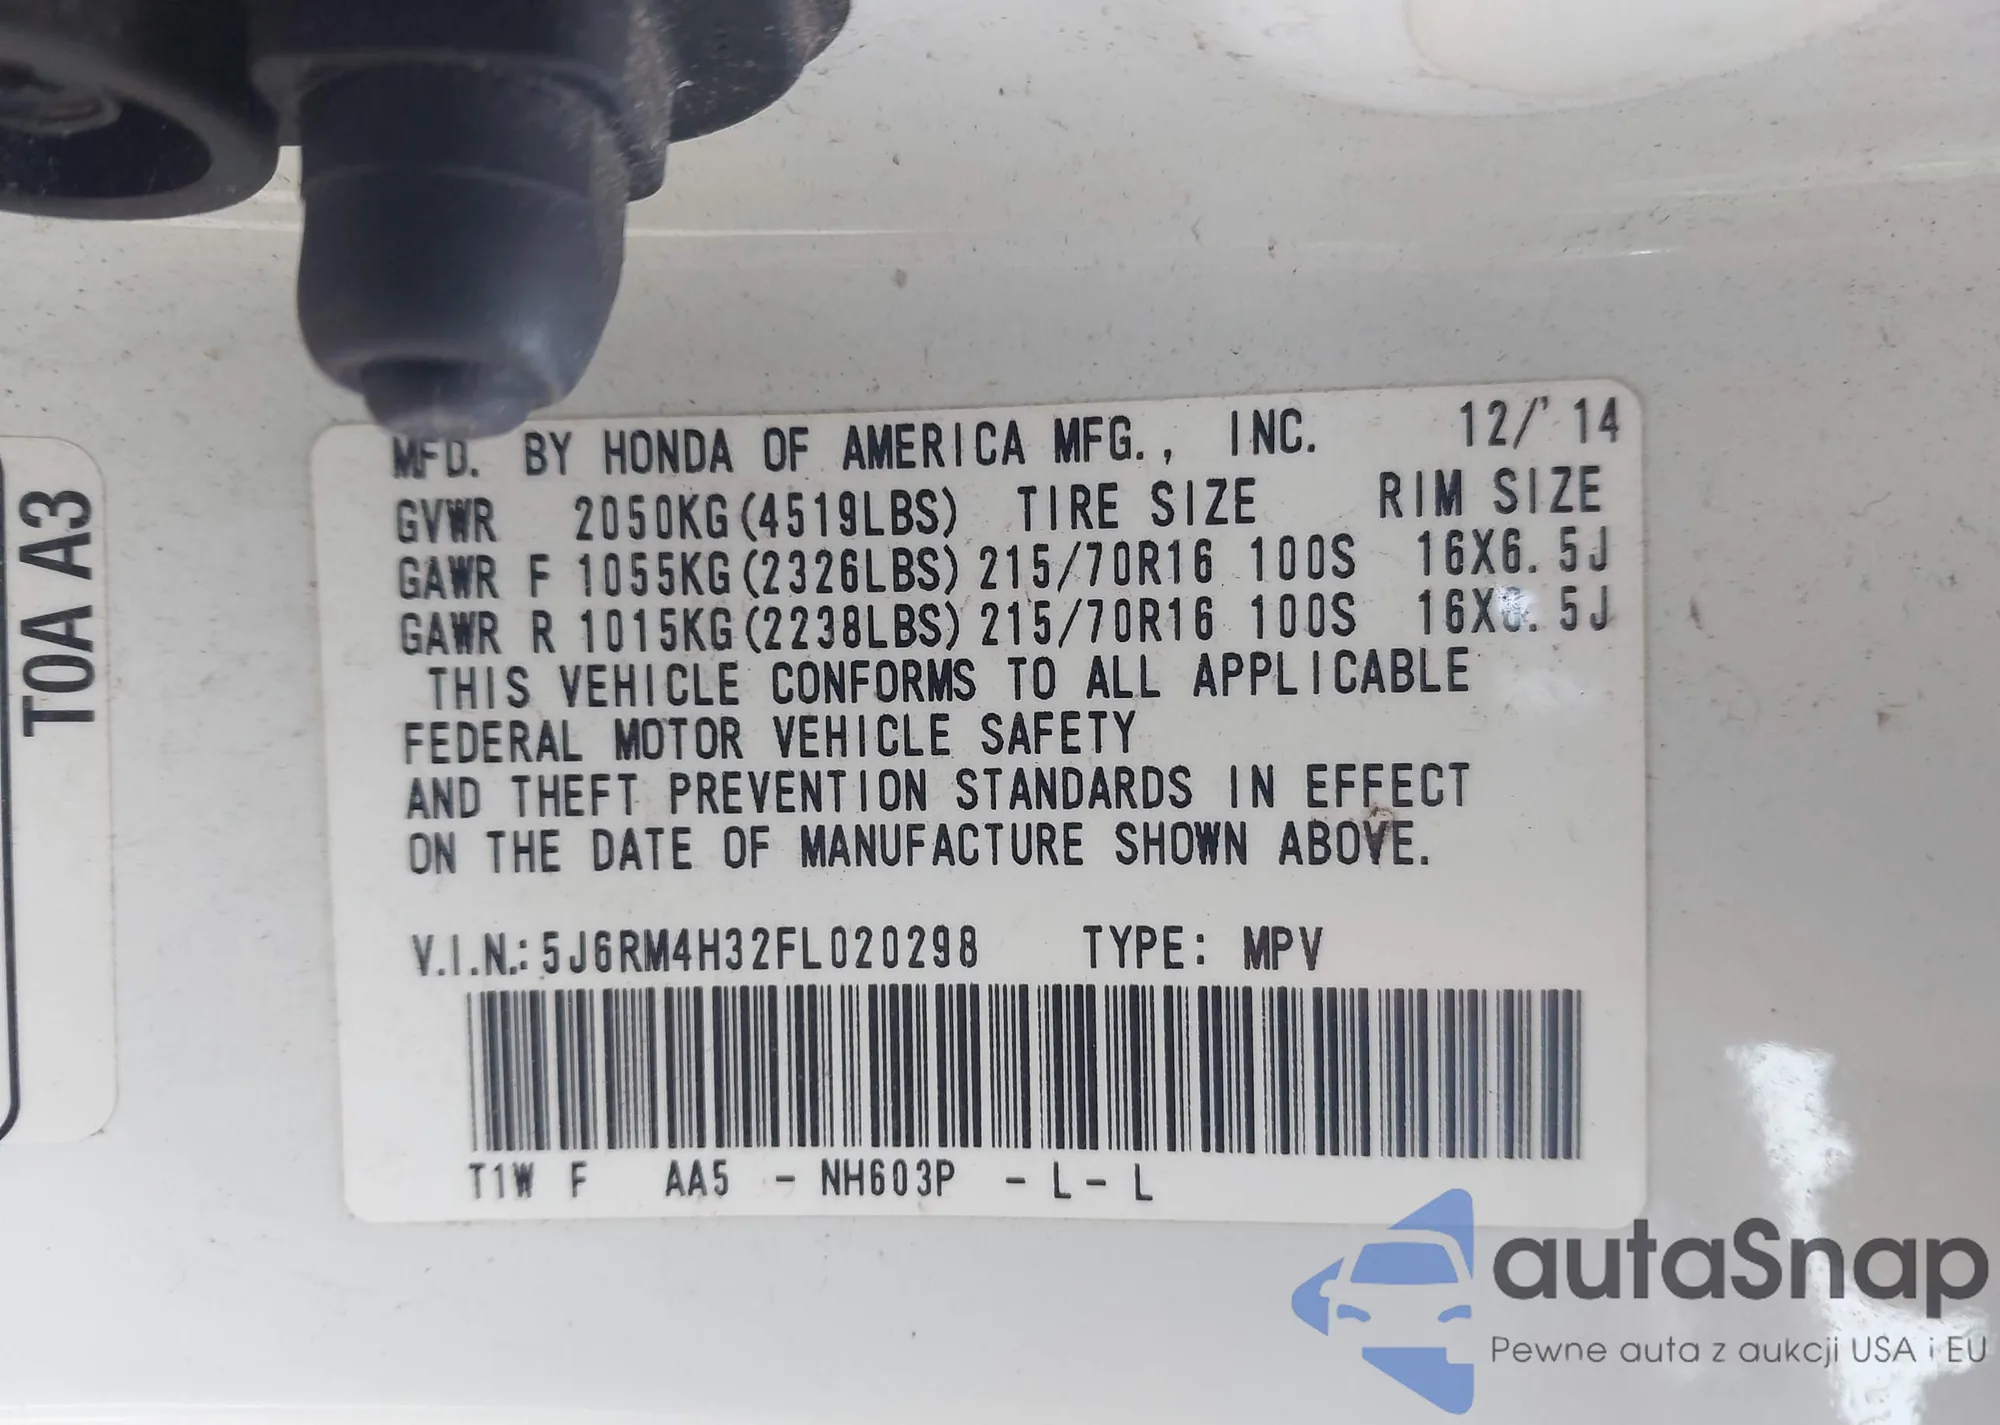 T0A A3
MFD. BY HONDA OF AMERICA MFG., INC. 12/'14
GVWR 2050KG(4519LBS) TIRE SIZE RIM SIZE
GAWR F 1055KG(2326LBS) 215/70R16 100S 16X6.5J
GAWR R 1015KG(2238LBS) 215/70R16 100S 16X6.5J
THIS VEHICLE CONFORMS TO ALL APPLICABLE
FEDERAL MOTOR VEHICLE SAFETY
AND THEFT PREVENTION STANDARDS IN EFFECT
ON THE DATE OF MANUFACTURE SHOWN ABOVE.
V.I.N.: 5J6RM4H32FL020298 TYPE: MPV
T1W F AA5 - NH603P - L - L
autaSnap
Pewne auta z aukcji USA i EU